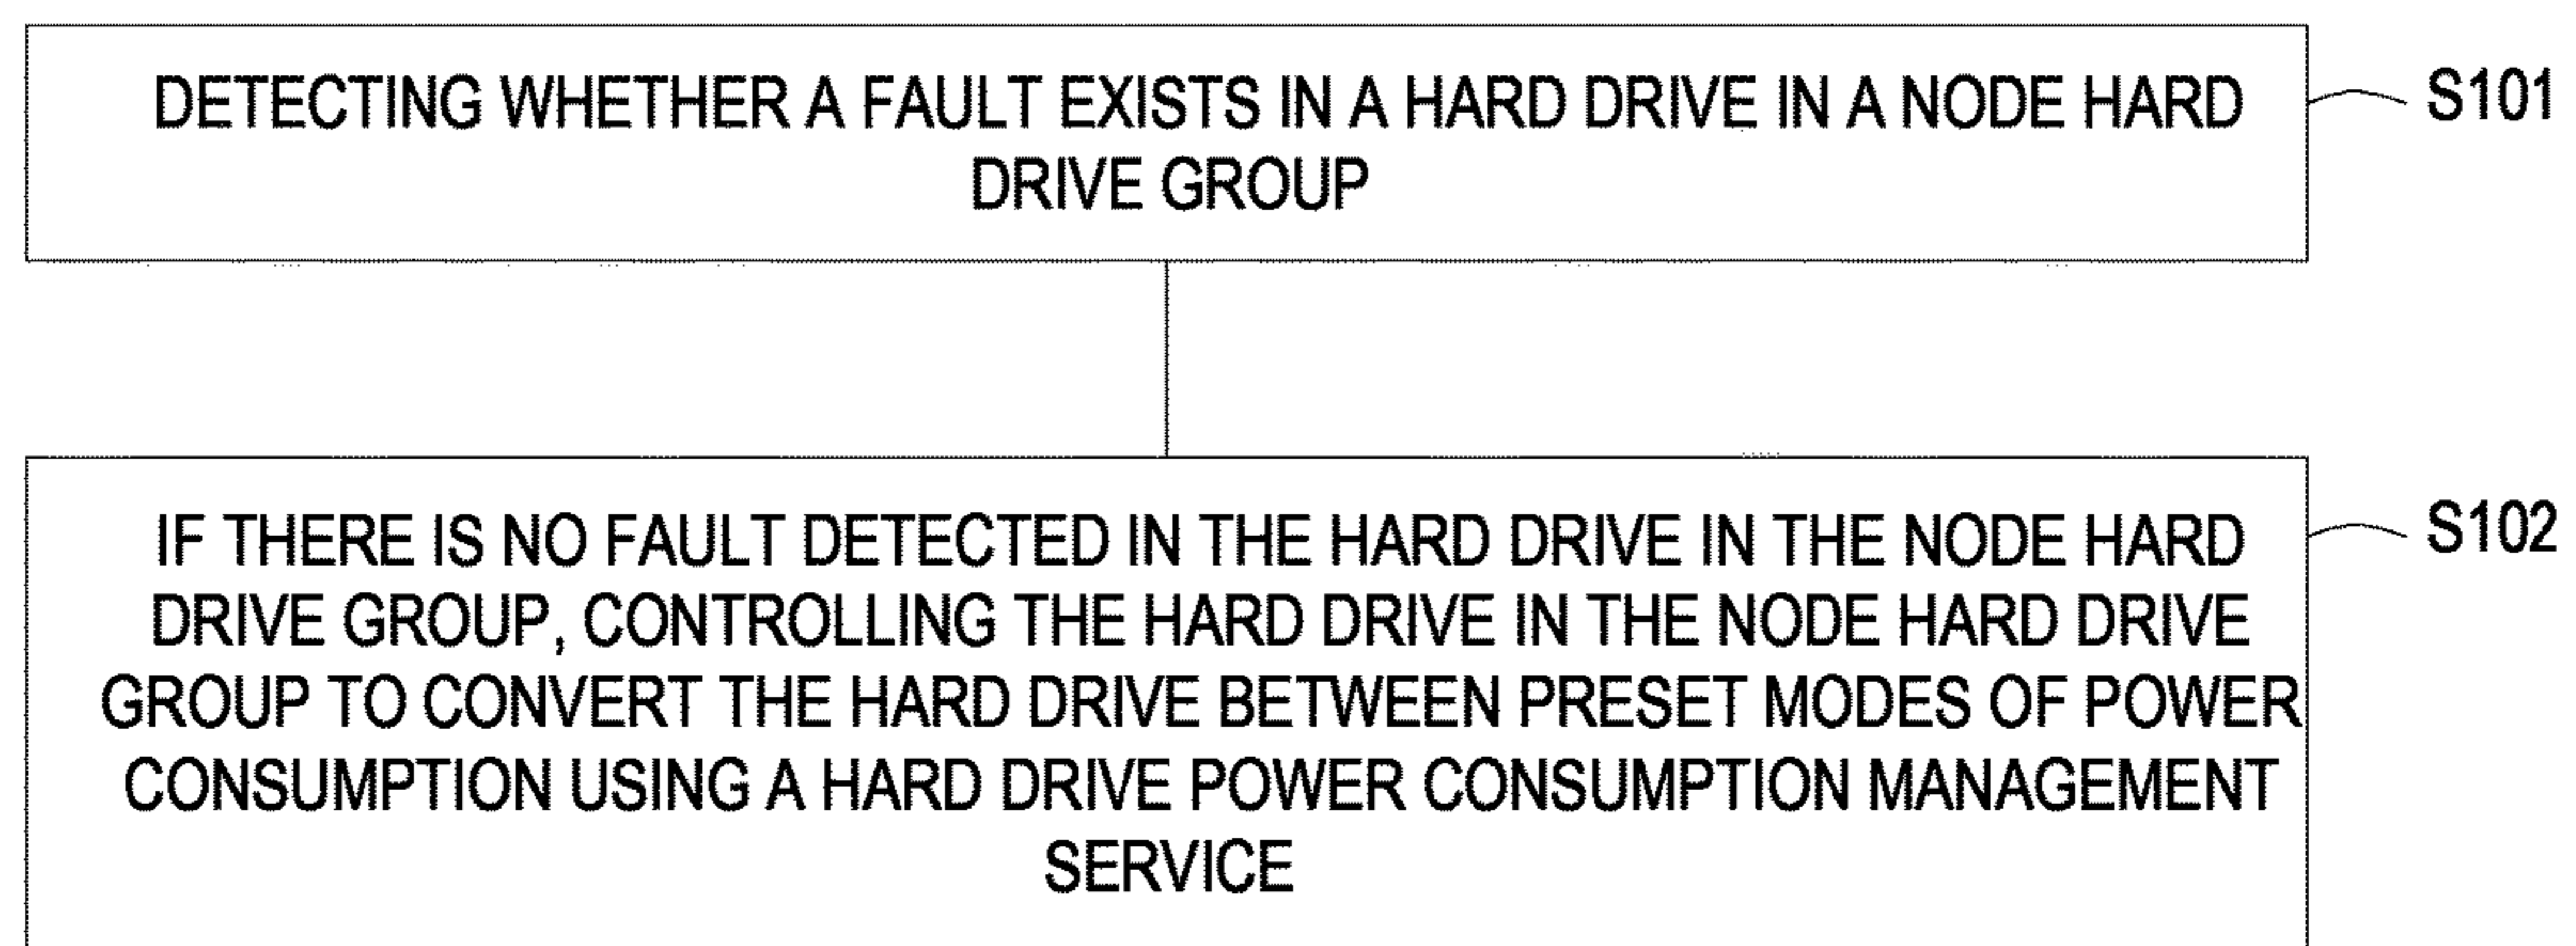 DETECTING WHETHER A FAULT EXISTS IN A HARD DRIVE IN A NODE HARD
DRIVE GROUP
S101
IF THERE IS NO FAULT DETECTED IN THE HARD DRIVE IN THE NODE HARD
DRIVE GROUP, CONTROLLING THE HARD DRIVE IN THE NODE HARD DRIVE
GROUP TO CONVERT THE HARD DRIVE BETWEEN PRESET MODES OF POWER
CONSUMPTION USING A HARD DRIVE POWER CONSUMPTION MANAGEMENT
SERVICE
S102